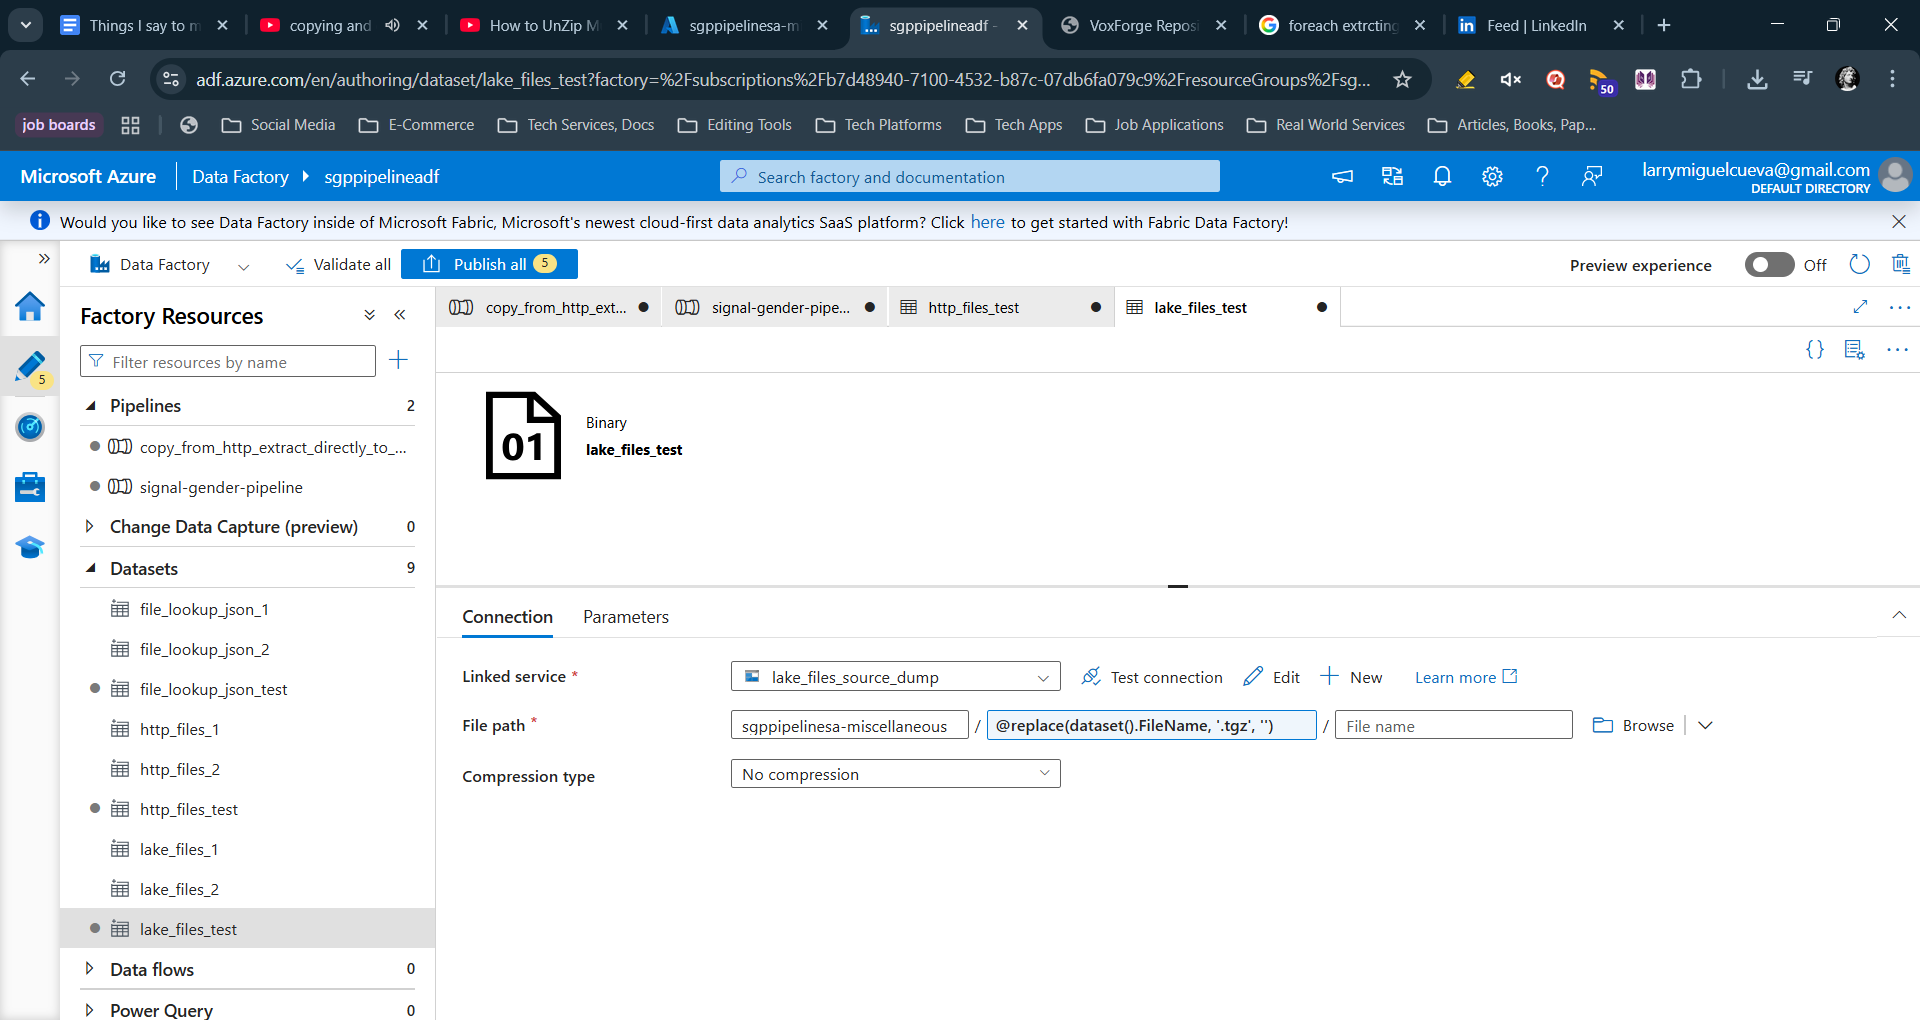 Things I say to m
copying and
How to UnZip M
sgppipelinesa-m
sgppipelineadf -
VoxForge Repos
foreach extrcting
Feed | LinkedIn
adf.azure.com/en/authoring/dataset/lake_files_test?factory=%2Fsubscriptions%2Fb7d48940-7100-4532-b87c-07db6fa079c9%2FresourceGroups%2Fsg...
50
job boards
Social Media
E-Commerce
Tech Services, Docs
Editing Tools
Tech Platforms
Tech Apps
Job Applications
Real World Services
Articles, Books, Pap...
Microsoft Azure
Data Factory
sgppipelineadf
Search factory and documentation
larrymiguelcueva@gmail.com
DEFAULT DIRECTORY
Would you like to see Data Factory inside of Microsoft Fabric, Microsoft's newest cloud-first data analytics SaaS platform? Click here to get started with Fabric Data Factory!
Data Factory
Validate all
Publish all 5
Preview experience
Off
5
Factory Resources
Filter resources by name
Pipelines 2
copy_from_http_extract_directly_to_...
signal-gender-pipeline
Change Data Capture (preview) 0
Datasets 9
file_lookup_json_1
file_lookup_json_2
file_lookup_json_test
http_files_1
http_files_2
http_files_test
lake_files_1
lake_files_2
lake_files_test
Data flows 0
Power Query 0
copy_from_http_ext...
signal-gender-pipe...
http_files_test
lake_files_test
{}
01
Binary
lake_files_test
Connection
Parameters
Linked service *
lake_files_source_dump
Test connection
Edit
New
Learn more
File path *
sgppipelinesa-miscellaneous / @replace(dataset().FileName, '.tgz', '') / File name
Browse
Compression type
No compression